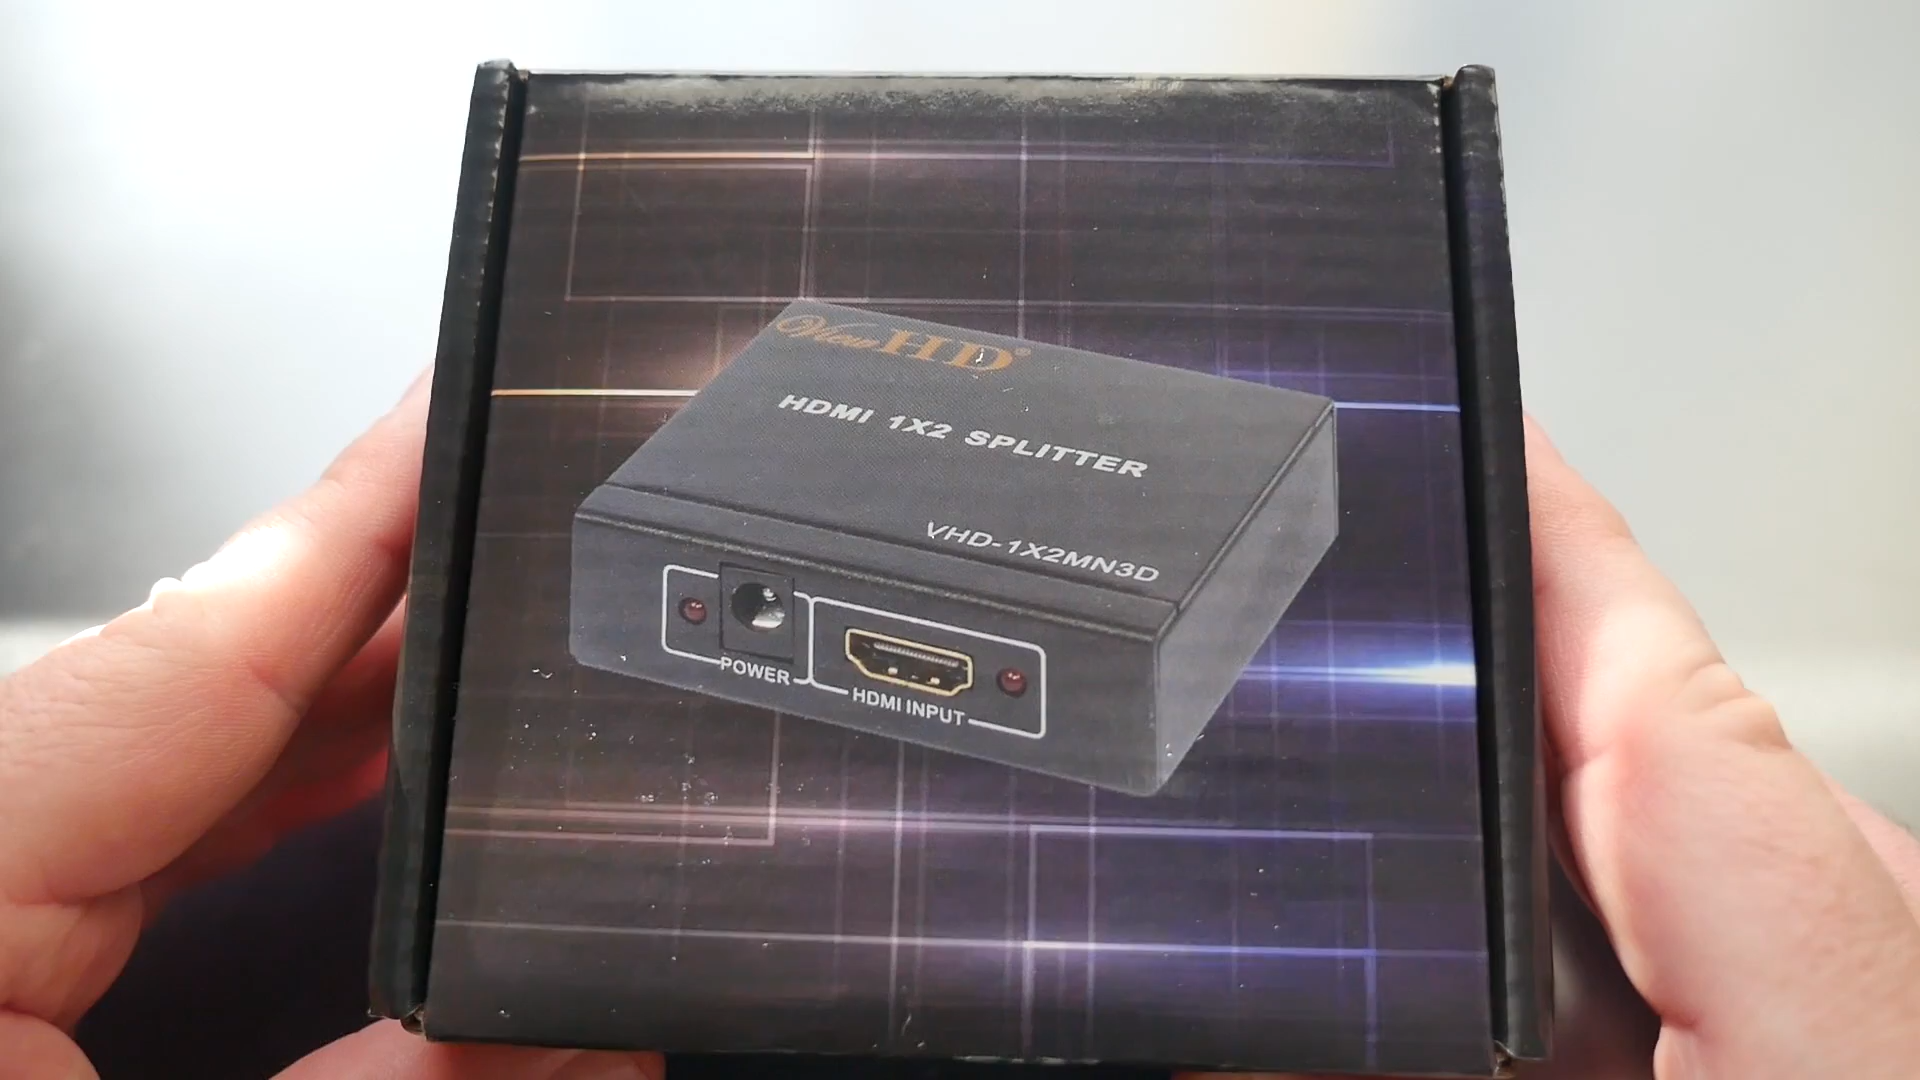 ViewHD®
HDMI 1X2 SPLITTER
VHD-1X2MN3D
POWER
HDMI INPUT